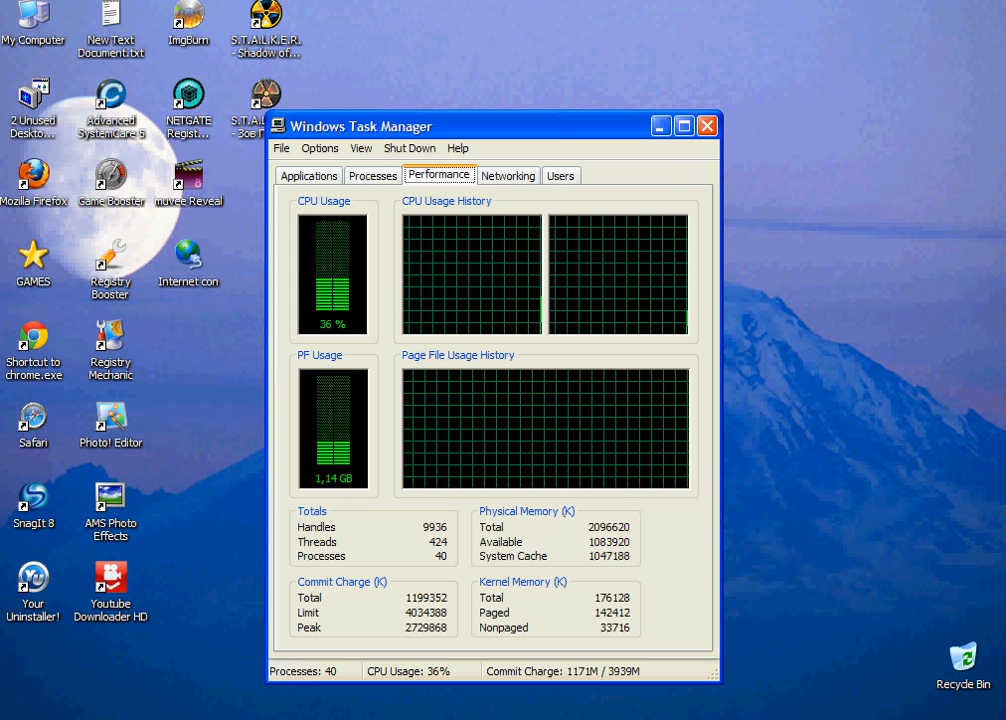 My Computer
New Text
Document.txt
ImgBurn
S.T.A.L.K.E.R.
- Shadow of...
2 Unused
Deskto...
Advanced
SystemCare 5
NETGATE
Regist...
Mozilla Firefox
Game Booster
muvee Reveal
GAMES
Registry
Booster
Internet con
Shortcut to
chrome.exe
Registry
Mechanic
Safari
Photo! Editor
SnagIt 8
AMS Photo
Effects
Your
Uninstaller!
Youtube
Downloader HD
Windows Task Manager
File Options View Shut Down Help
Applications Processes Performance Networking Users
CPU Usage
CPU Usage History
36 %
PF Usage
Page File Usage History
1,14 GB
Totals
Handles 9936
Threads 424
Processes 40
Physical Memory (K)
Total 2096620
Available 1083920
System Cache 1047188
Commit Charge (K)
Total 1199352
Limit 4034388
Peak 2729868
Kernel Memory (K)
Total 176128
Paged 142412
Nonpaged 33716
Processes: 40 CPU Usage: 36% Commit Charge: 1171M / 3939M
Recycle Bin